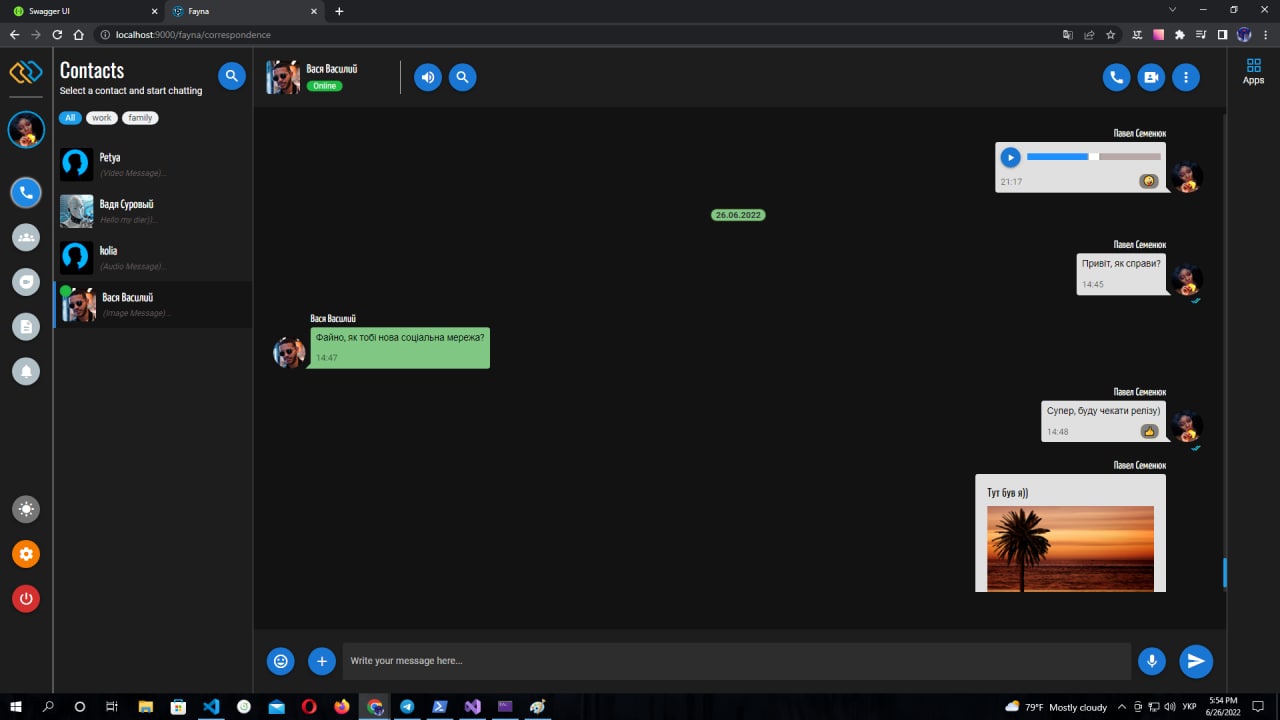 Swagger UI
Fayna
localhost:9000/fayna/correspondence
Contacts
Select a contact and start chatting
All
work
family
Petya
(Video Message)...
Вадя Суровый
Hello my dier))...
kolia
(Audio Message)...
Вася Василий
(Image Message)...
Вася Василий
Online
Apps
Павел Семенюк
21:17
26.06.2022
Павел Семенюк
Привіт, як справи?
14:45
Вася Василий
Файно, як тобі нова соціальна мережа?
14:47
Павел Семенюк
Супер, буду чекати релізу)
14:48
Павел Семенюк
Тут був я))
Write your message here...
79°F Mostly cloudy
УКР
5:54 PM
6/26/2022